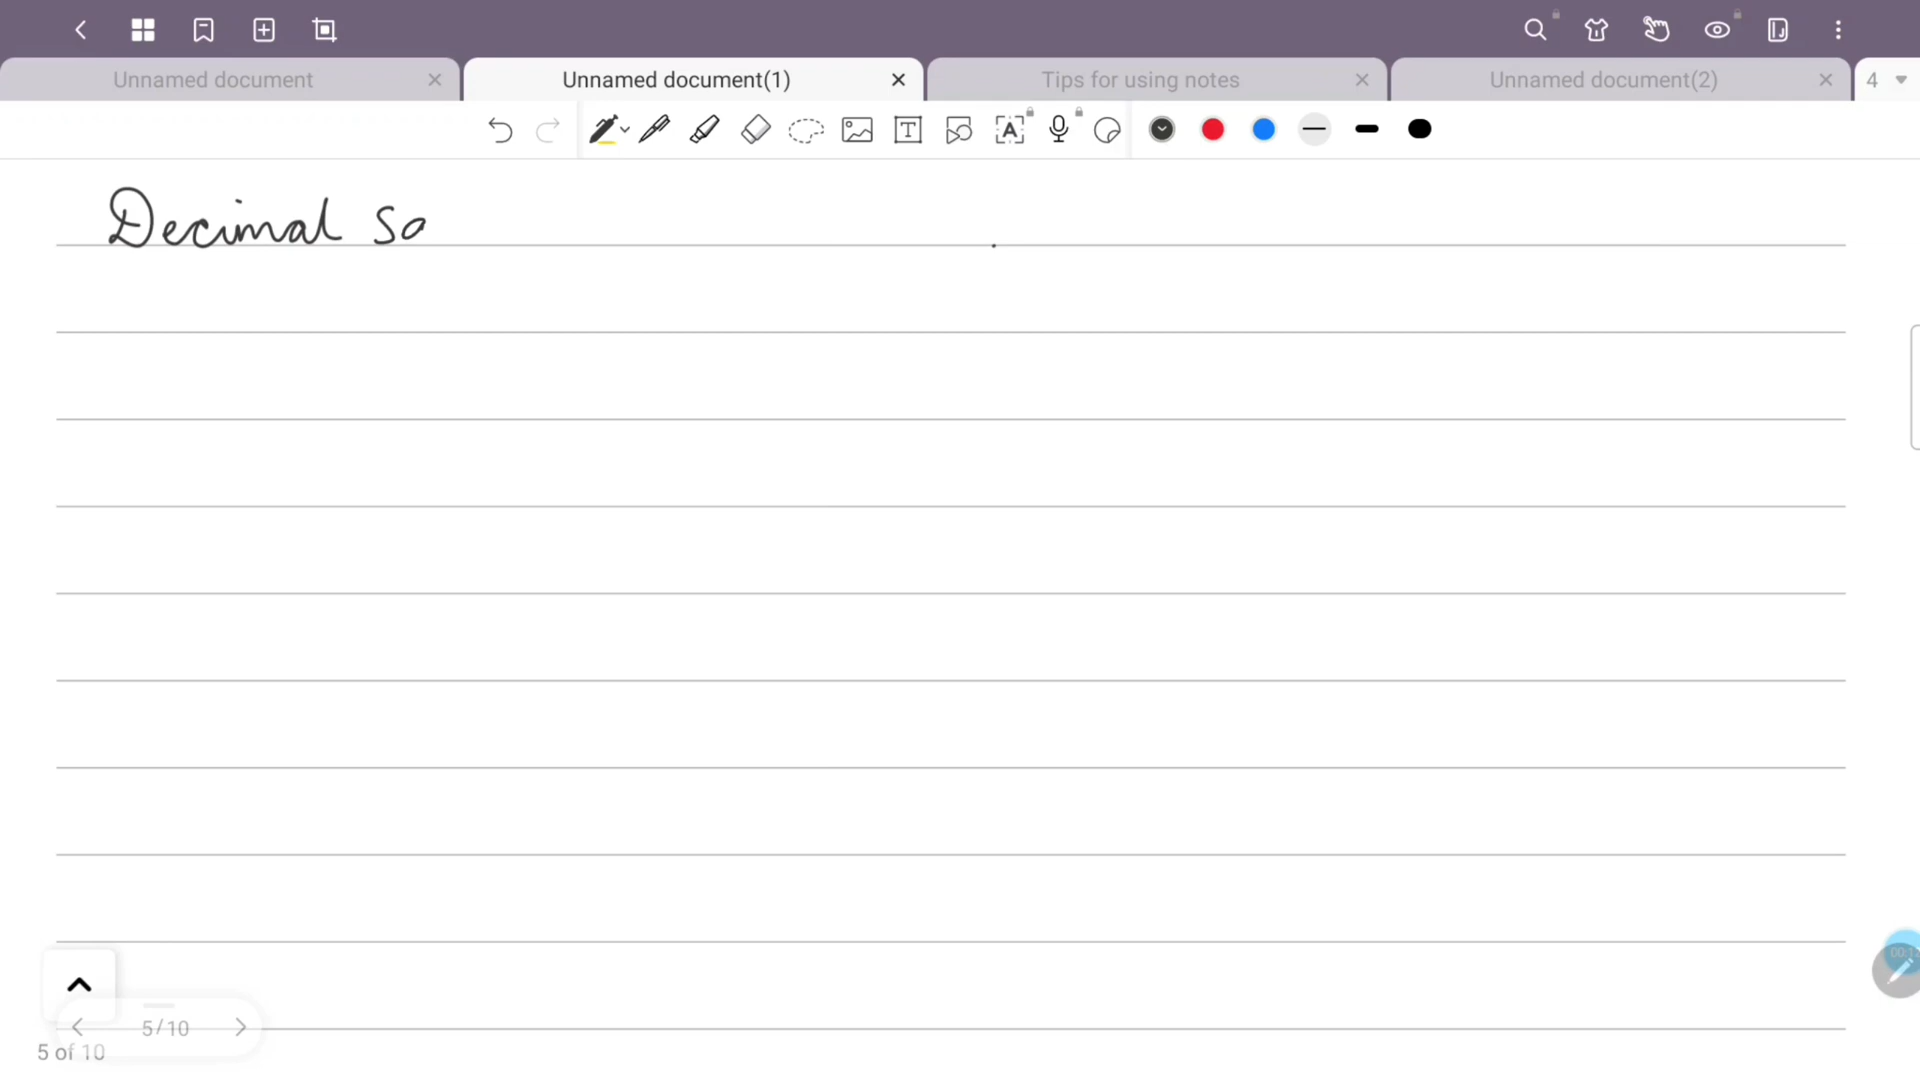 Unnamed document
Unnamed document(1)
Tips for using notes
Unnamed document(2)
4
Decimal so
5/10
5 of 10